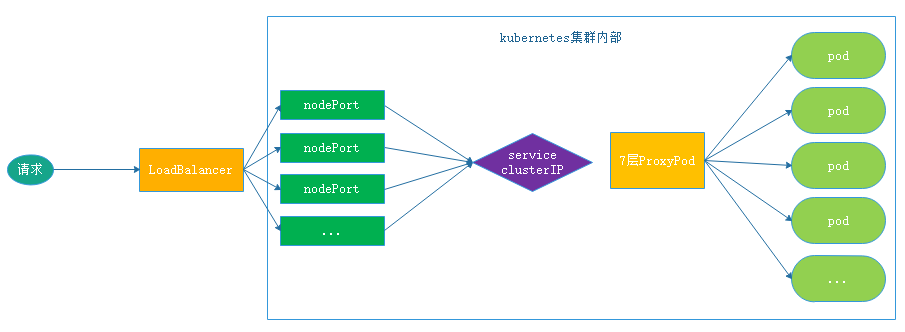 kubernetes集群内部
请求
LoadBalancer
nodePort
nodePort
nodePort
...
service
clusterIP
7层ProxyPod
pod
pod
pod
pod
...